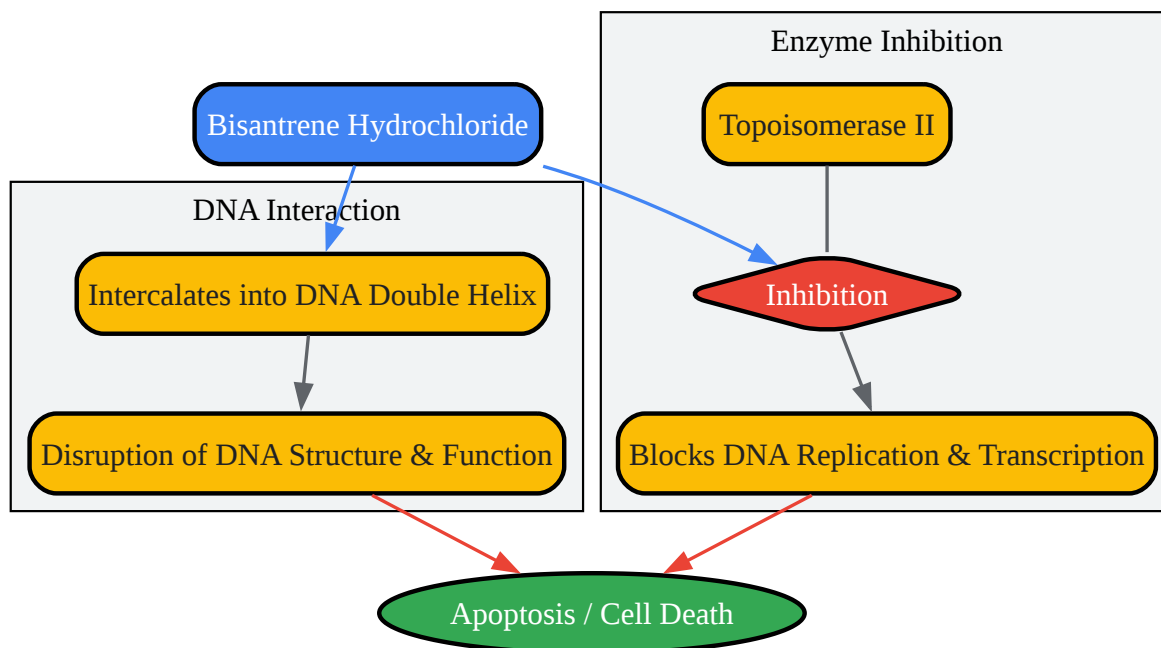 Enzyme Inhibition
Bisantrene Hydrochloride
Topoisomerase II
DNA Interaction
Intercalates into DNA Double Helix
Inhibition
Disruption of DNA Structure & Function
Blocks DNA Replication & Transcription
Apoptosis / Cell Death